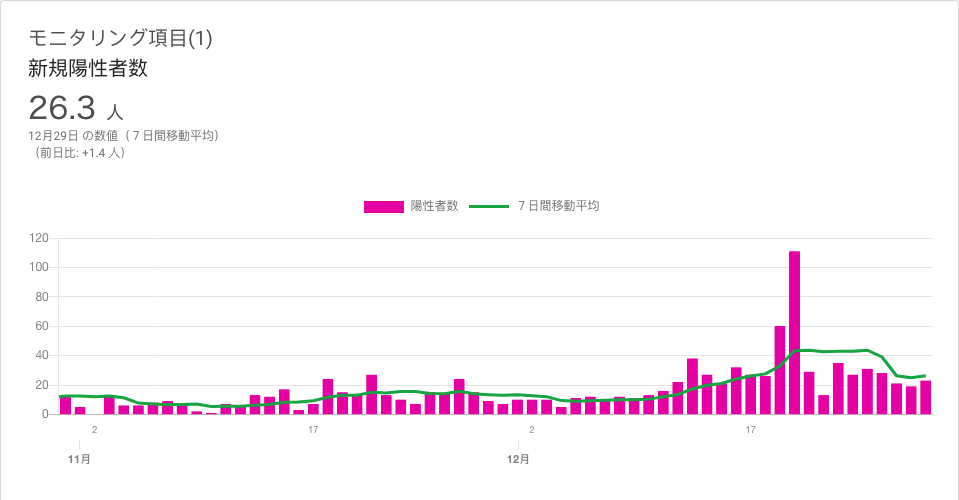 モニタリング項目(1)
新規陽性者数
26.3 人
12月29日 の数値（７日間移動平均）
（前日比: +1.4 人）
陽性者数 ７日間移動平均
120
100
80
60
40
20
0
2 17 2 17
11月 12月